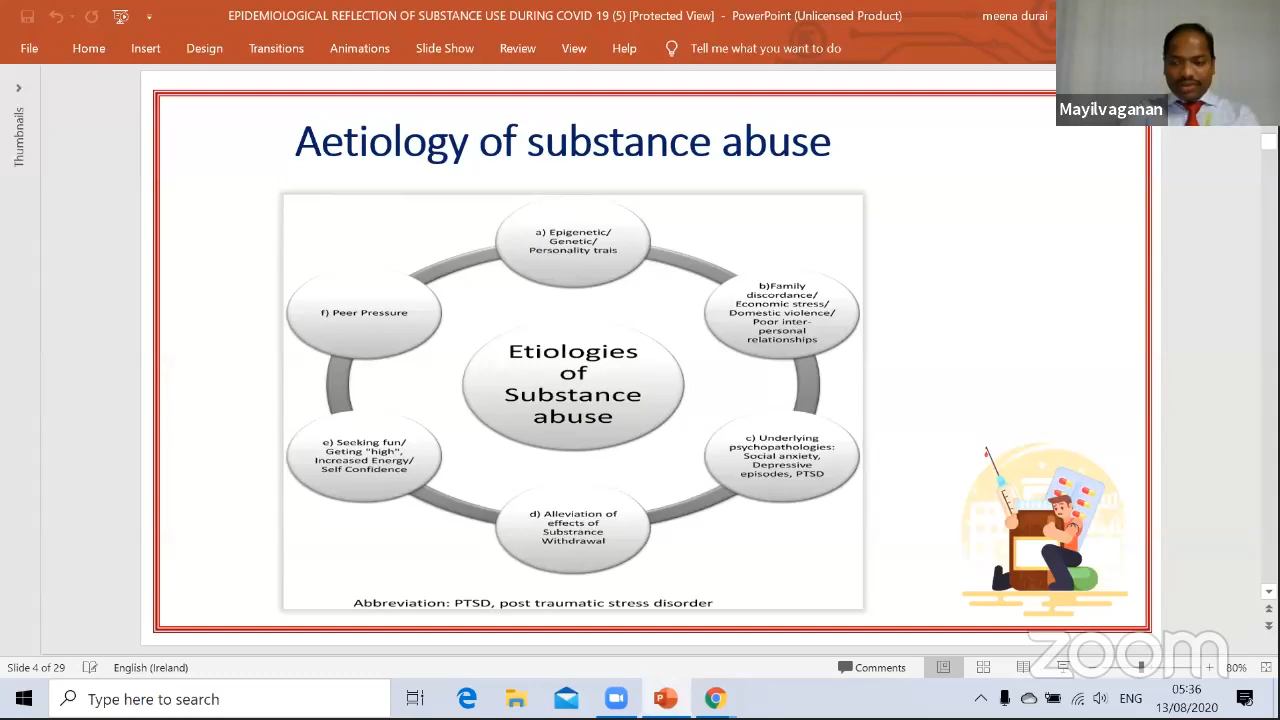 EPIDEMIOLOGICAL REFLECTION OF SUBSTANCE USE DURING COVID 19 (5) [Protected View] - PowerPoint (Unlicensed Product)
meena durai
File Home Insert Design Transitions Animations Slide Show Review View Help Tell me what you want to do
Mayilvaganan
Thumbnails
Aetiology of substance abuse
a) Epigenetic/
Genetic/
Personality trais
b)Family
discordance/
Economic stress/
Domestic violence/
Poor inter-
personal
relationships
f) Peer Pressure
Etiologies
of
Substance
abuse
c) Underlying
psychopathologies:
Social anxiety,
Depressive
episodes, PTSD
e) Seeking fun/
Geting "high",
Increased Energy/
Self Confidence
d) Alleviation of
effects of
Substrance
Withdrawal
Abbreviation: PTSD, post traumatic stress disorder
zoom
Slide 4 of 29 English (Ireland) Comments 80%
Type here to search
ENG
05:36
13/08/2020